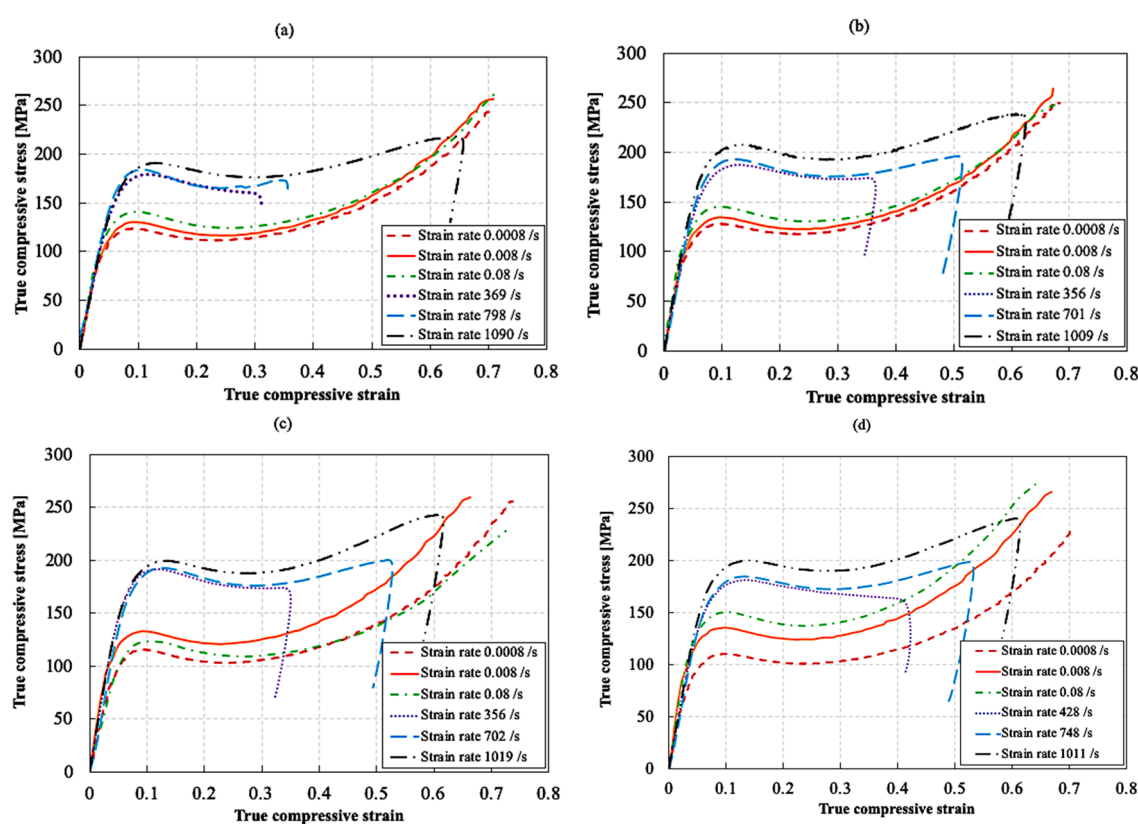 (a)
True compressive stress [MPa]
300
250
200
150
100
50
0
Strain rate 0.0008 /s
Strain rate 0.008 /s
Strain rate 0.08 /s
Strain rate 369 /s
Strain rate 798 /s
Strain rate 1090 /s
0 0.1 0.2 0.3 0.4 0.5 0.6 0.7 0.8
True compressive strain
(b)
True compressive stress [MPa]
300
250
200
150
100
50
0
Strain rate 0.0008 /s
Strain rate 0.008 /s
Strain rate 0.08 /s
Strain rate 356 /s
Strain rate 701 /s
Strain rate 1009 /s
0 0.1 0.2 0.3 0.4 0.5 0.6 0.7 0.8
True compressive strain
(c)
True compressive stress [MPa]
300
250
200
150
100
50
0
Strain rate 0.0008 /s
Strain rate 0.008 /s
Strain rate 0.08 /s
Strain rate 356 /s
Strain rate 702 /s
Strain rate 1019 /s
0 0.1 0.2 0.3 0.4 0.5 0.6 0.7 0.8
True compressive strain
(d)
True compressive stress [MPa]
300
250
200
150
100
50
0
Strain rate 0.0008 /s
Strain rate 0.008 /s
Strain rate 0.08 /s
Strain rate 428 /s
Strain rate 748 /s
Strain rate 1011 /s
0 0.1 0.2 0.3 0.4 0.5 0.6 0.7 0.8
True compressive strain